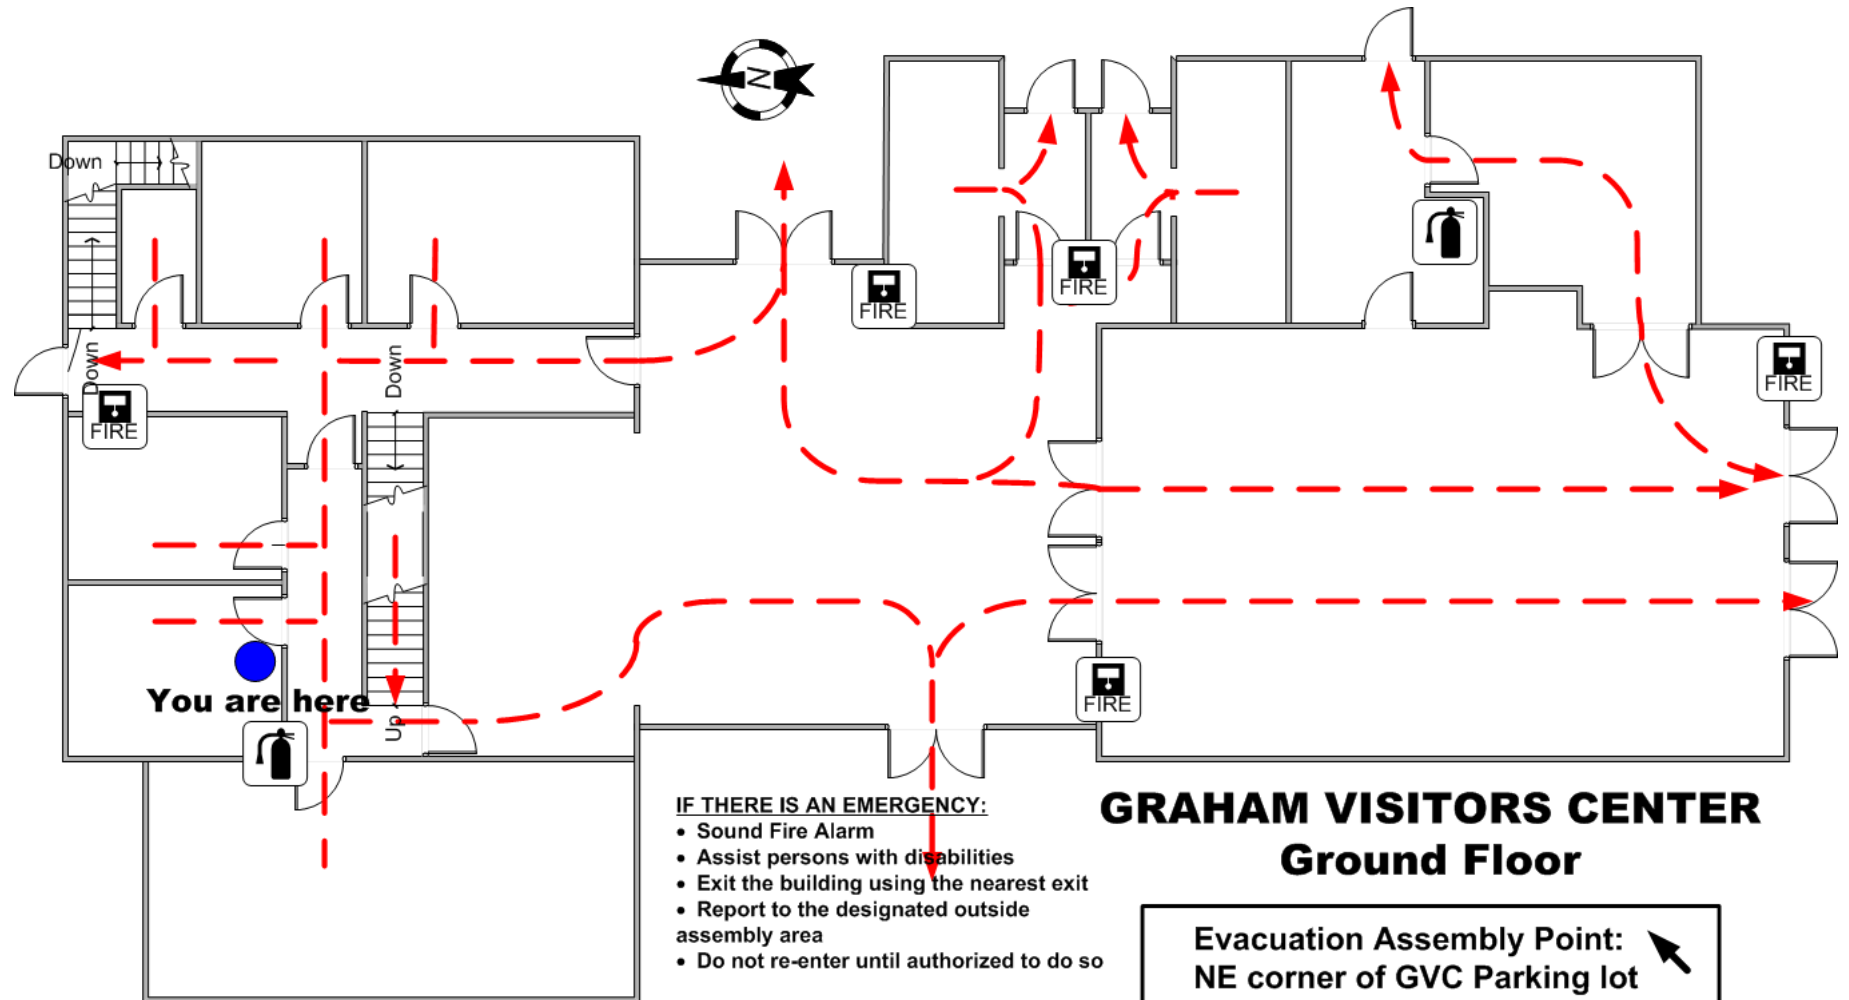 Down
N
FIRE
FIRE
FIRE
Down
Down
FIRE
You are here
Up
FIRE
IF THERE IS AN EMERGENCY:
• Sound Fire Alarm
• Assist persons with disabilities
• Exit the building using the nearest exit
• Report to the designated outside
assembly area
• Do not re-enter until authorized to do so
GRAHAM VISITORS CENTER
Ground Floor
Evacuation Assembly Point:
NE corner of GVC Parking lot